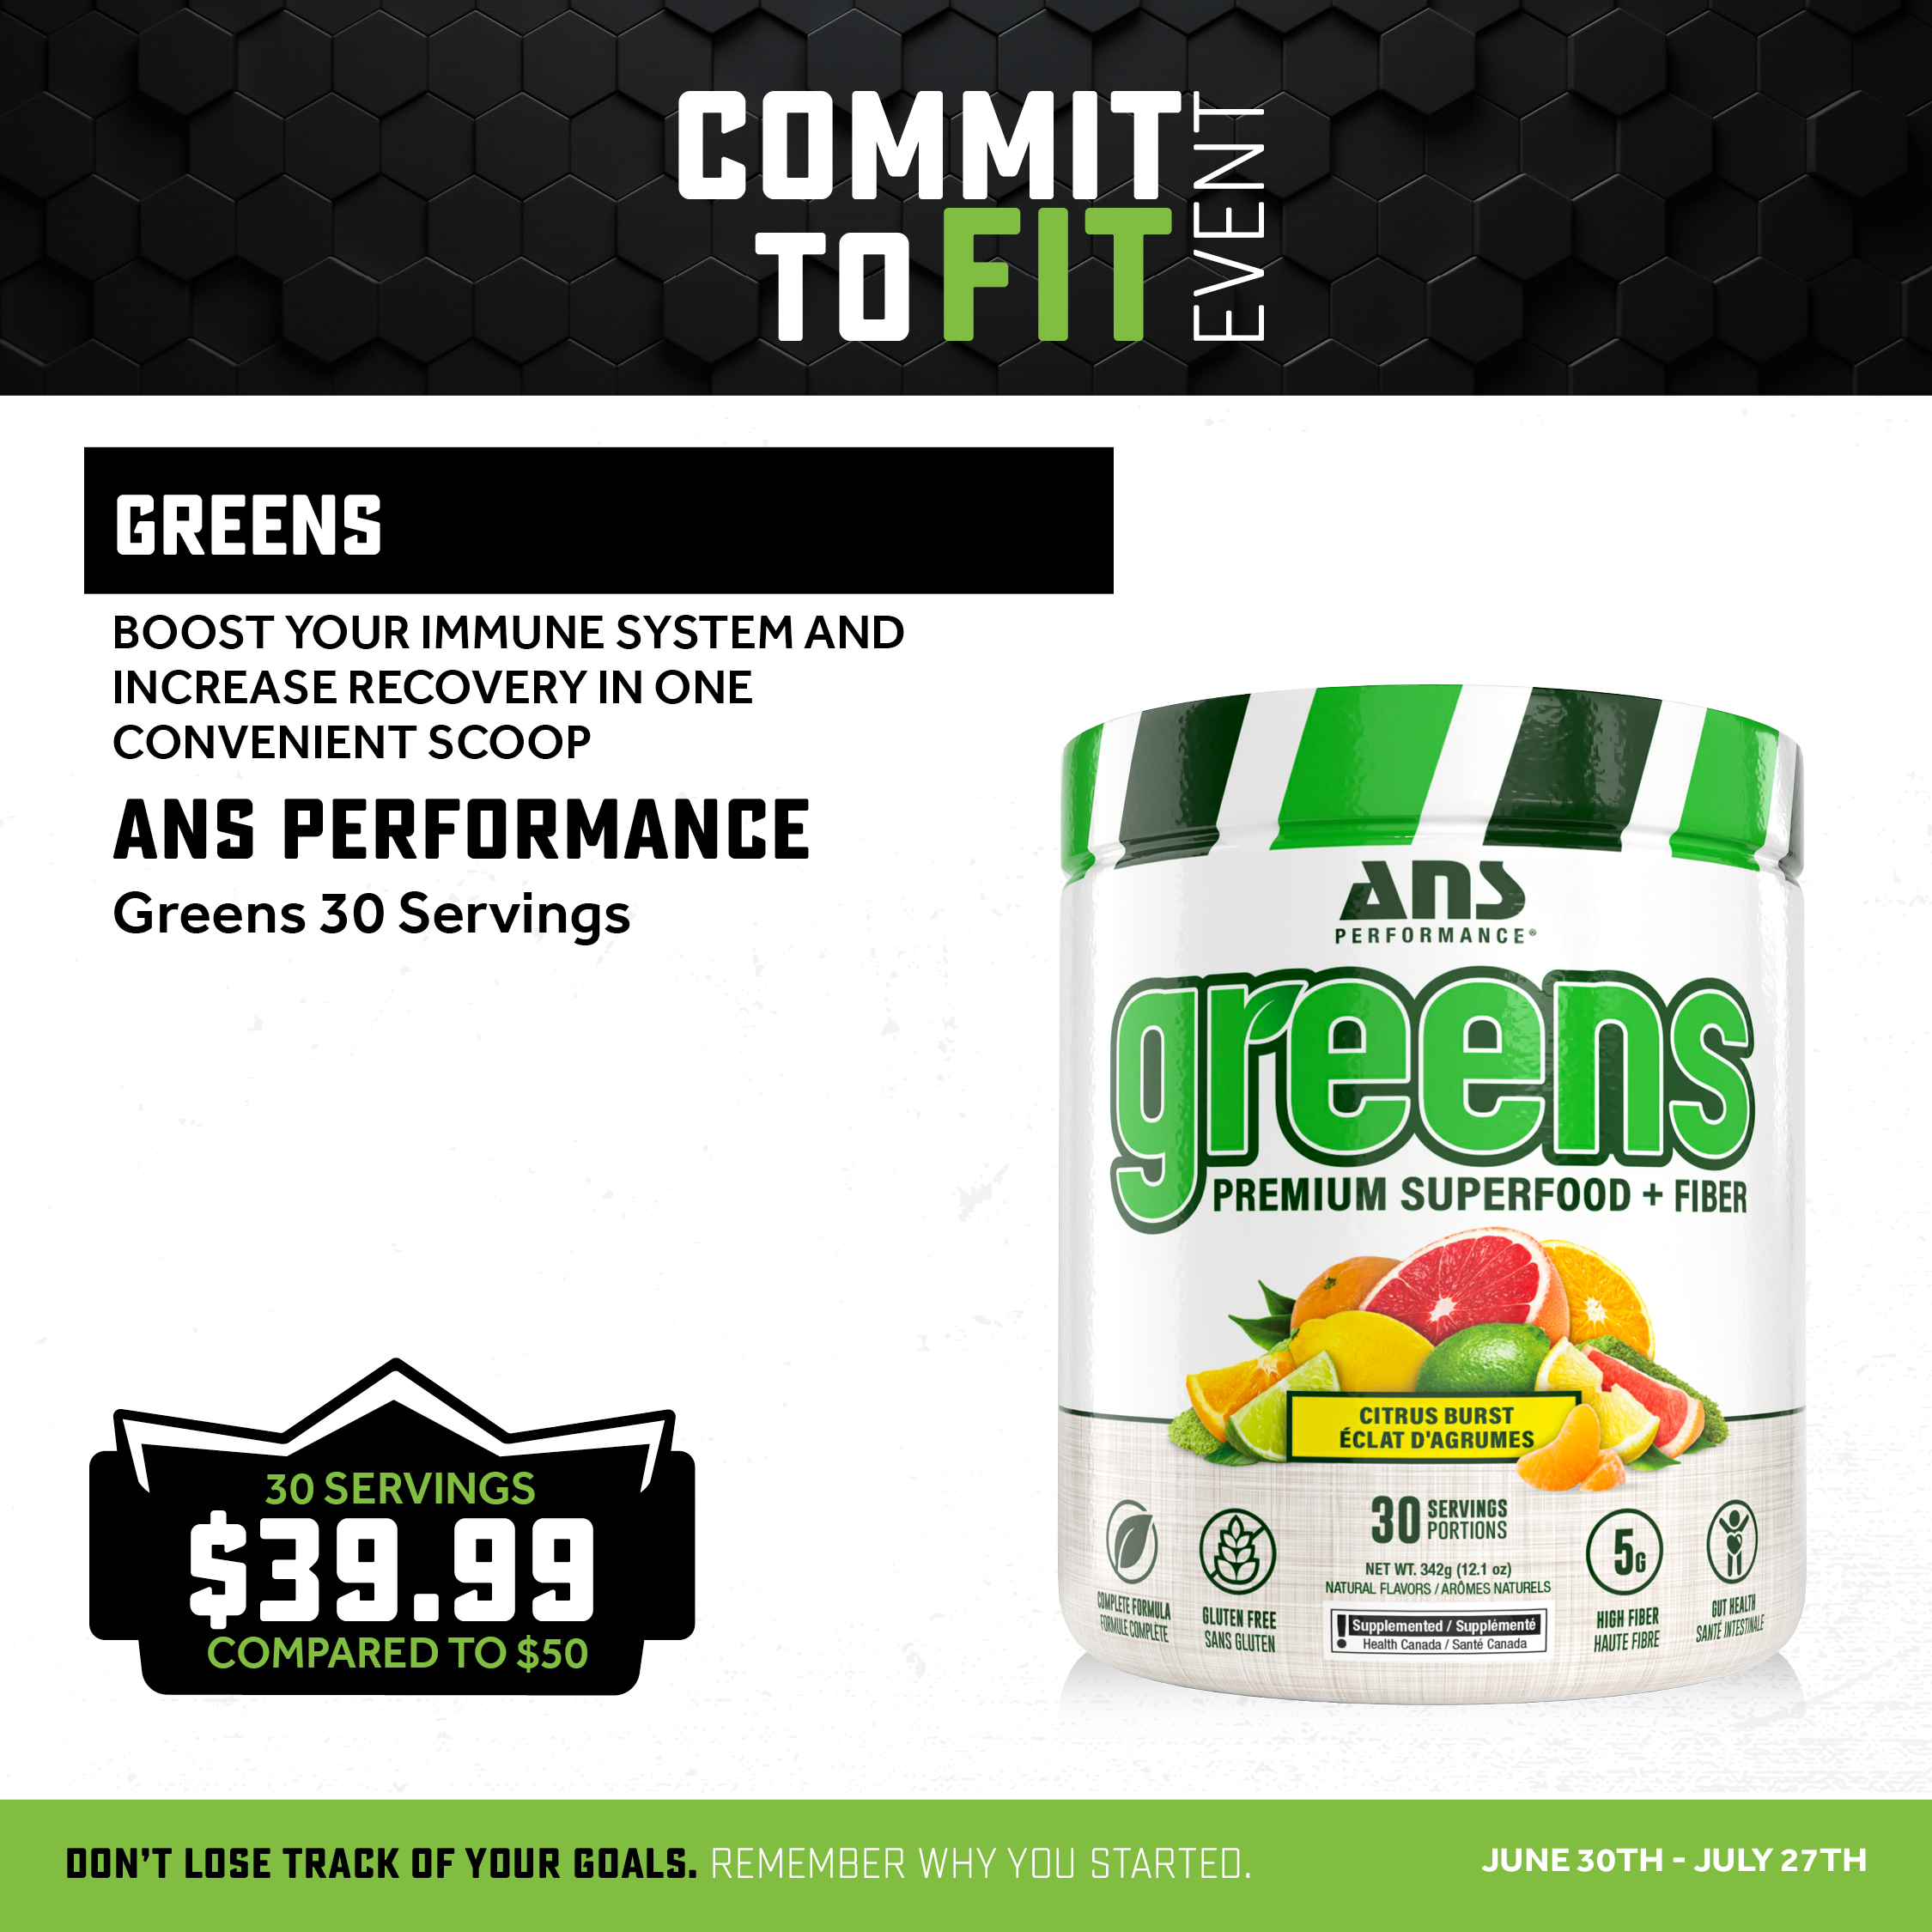 COMMIT
TO FIT
EVENT
GREENS
BOOST YOUR IMMUNE SYSTEM AND
INCREASE RECOVERY IN ONE
CONVENIENT SCOOP
ANS PERFORMANCE
Greens 30 Servings
ANS
PERFORMANCE®
greens
PREMIUM SUPERFOOD + FIBER
CITRUS BURST
ÉCLAT D'AGRUMES
30 SERVINGS
PORTIONS
NET WT. 342g (12.1 oz)
NATURAL FLAVORS / ARÔMES NATURELS
Supplemented / Supplémenté
Health Canada / Santé Canada
COMPLETE FORMULA
FORMULE COMPLÈTE
GLUTEN FREE
SANS GLUTEN
5G
HIGH FIBER
HAUTE FIBRE
GUT HEALTH
SANTÉ INTESTINALE
30 SERVINGS
$39.99
COMPARED TO $50
DON'T LOSE TRACK OF YOUR GOALS. REMEMBER WHY YOU STARTED.
JUNE 30TH - JULY 27TH